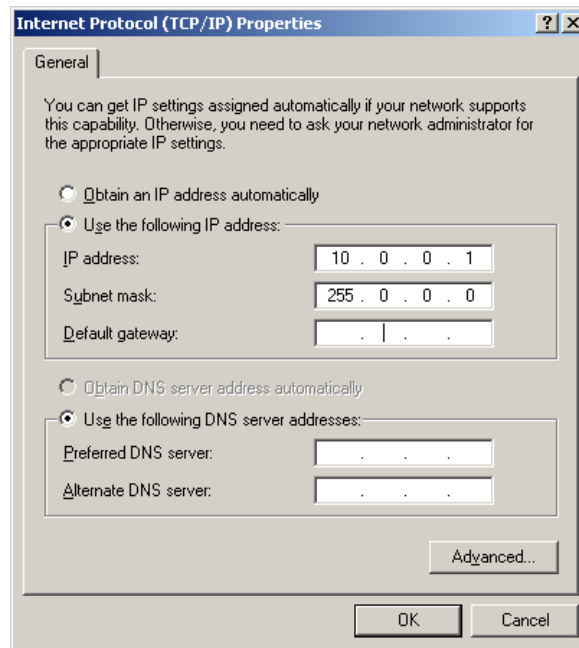 Internet Protocol (TCP/IP) Properties
General
You can get IP settings assigned automatically if your network supports
this capability. Otherwise, you need to ask your network administrator for
the appropriate IP settings.
Obtain an IP address automatically
Use the following IP address:
IP address: 10 . 0 . 0 . 1
Subnet mask: 255 . 0 . 0 . 0
Default gateway: . . .
Obtain DNS server address automatically
Use the following DNS server addresses:
Preferred DNS server: . . .
Alternate DNS server: . . .
Advanced...
OK Cancel